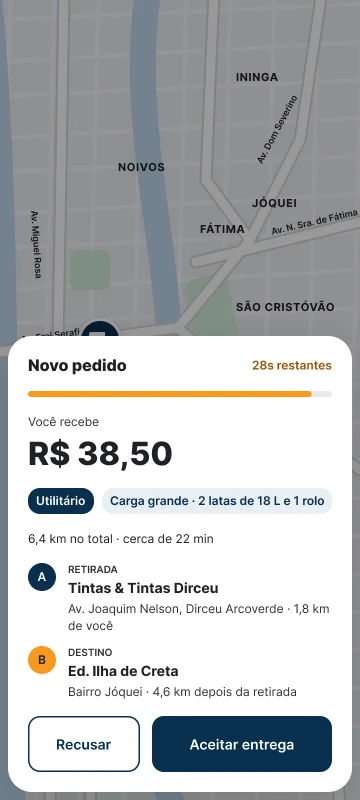 ININGA
Av. Dom Severino
NOIVOS
JÓQUEI
Av. Miguel Rosa
FÁTIMA
Av. N. Sra. de Fátima
SÃO CRISTÓVÃO
Frei Serafi
Novo pedido
28s restantes
Você recebe
R$ 38,50
Utilitário
Carga grande · 2 latas de 18 L e 1 rolo
6,4 km no total · cerca de 22 min
A
RETIRADA
Tintas & Tintas Dirceu
Av. Joaquim Nelson, Dirceu Arcoverde · 1,8 km
de você
B
DESTINO
Ed. Ilha de Creta
Bairro Jóquei · 4,6 km depois da retirada
Recusar
Aceitar entrega